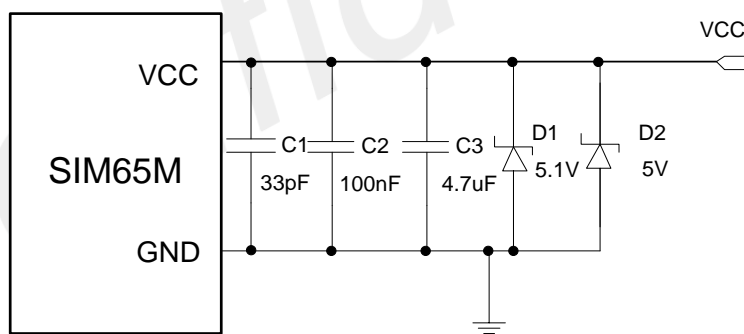 VCC
VCC
C1
C2
C3
D1
D2
SIM65M
33pF
100nF
4.7uF
5.1V
5V
GND